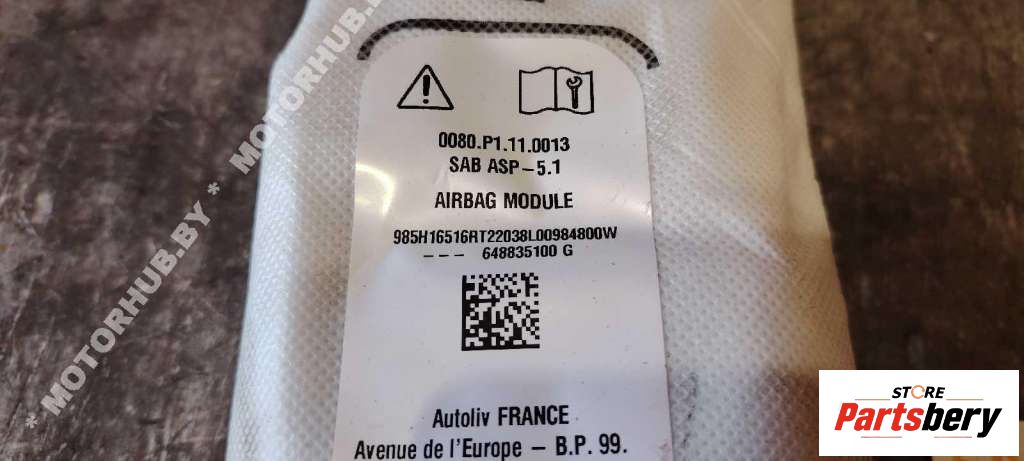 0080.P1.11.0013
SAB ASP-5.1
AIRBAG MODULE
985H16516RT22038L00984800W
--- 648835100 G
Autoliv FRANCE
Avenue de l'Europe - B.P. 99.
* MOTORHUB.BY * MOTORHUB.BY
STORE
Partsbery